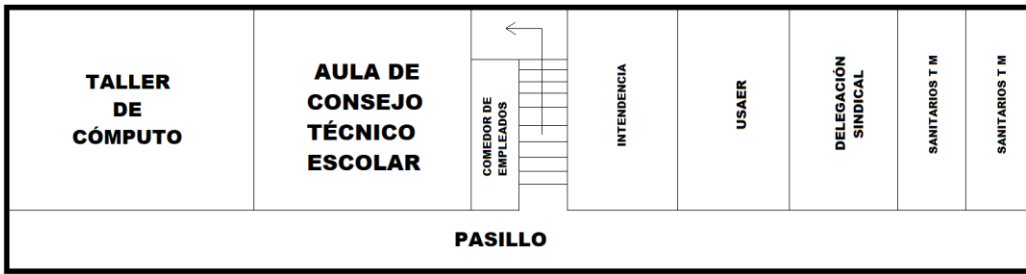 TALLER
DE
CÓMPUTO
AULA DE
CONSEJO
TÉCNICO
ESCOLAR
COMEDOR DE
EMPLEADOS
INTENDENCIA
USAER
DELEGACIÓN
SINDICAL
SANITARIOS T M
SANITARIOS T M
PASILLO